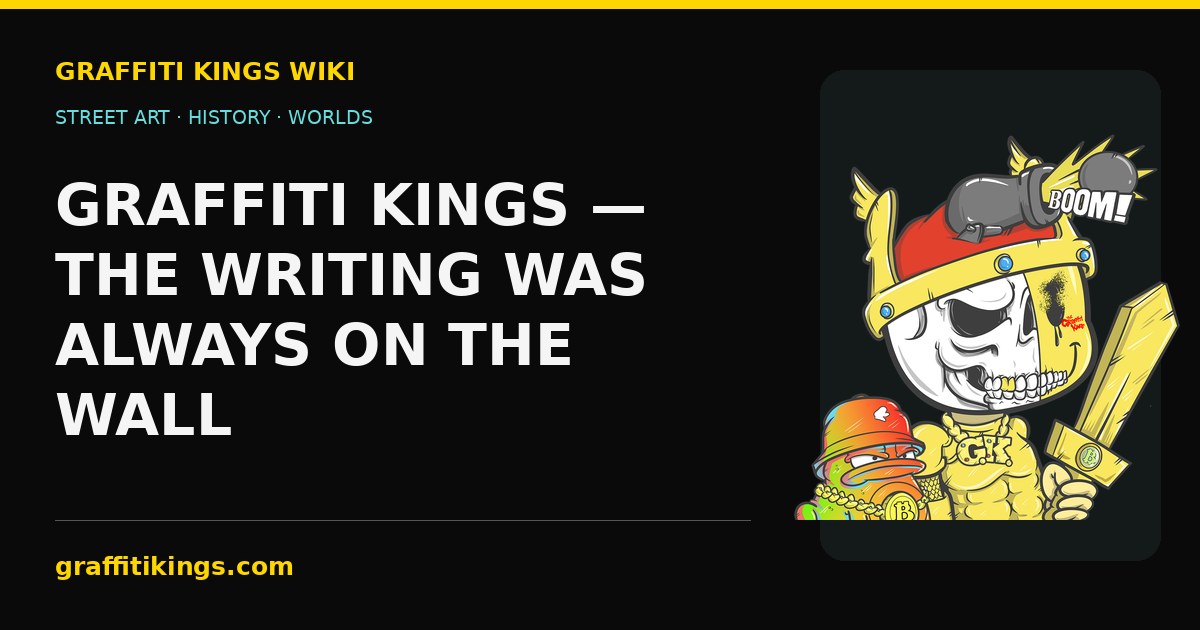 GRAFFITI KINGS WIKI
STREET ART · HISTORY · WORLDS
GRAFFITI KINGS —
THE WRITING WAS
ALWAYS ON THE
WALL
BOOM!
GK
graffitikings.com